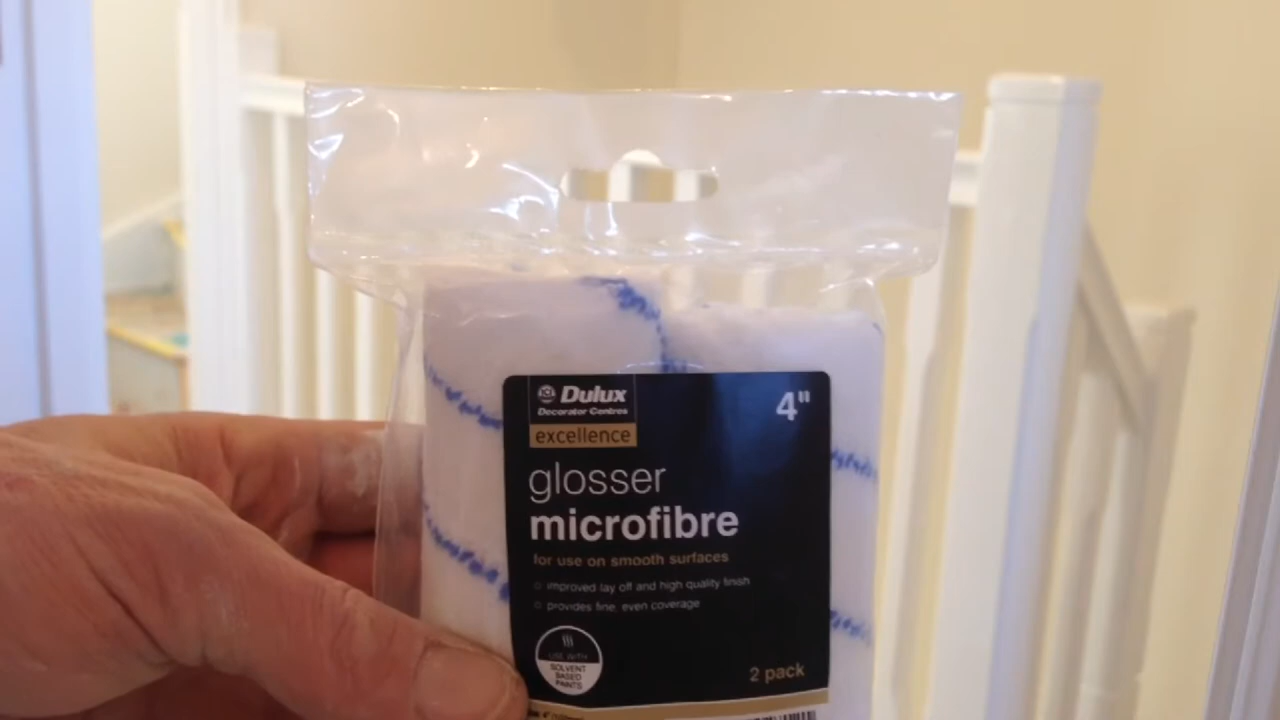 Dulux
4"
Decorator Centres
excellence
glosser
microfibre
for use on smooth surfaces
improved lay off and high quality finish
provides fine, even coverage
USE WITH
SOLVENT
BASED
PAINTS
2 pack